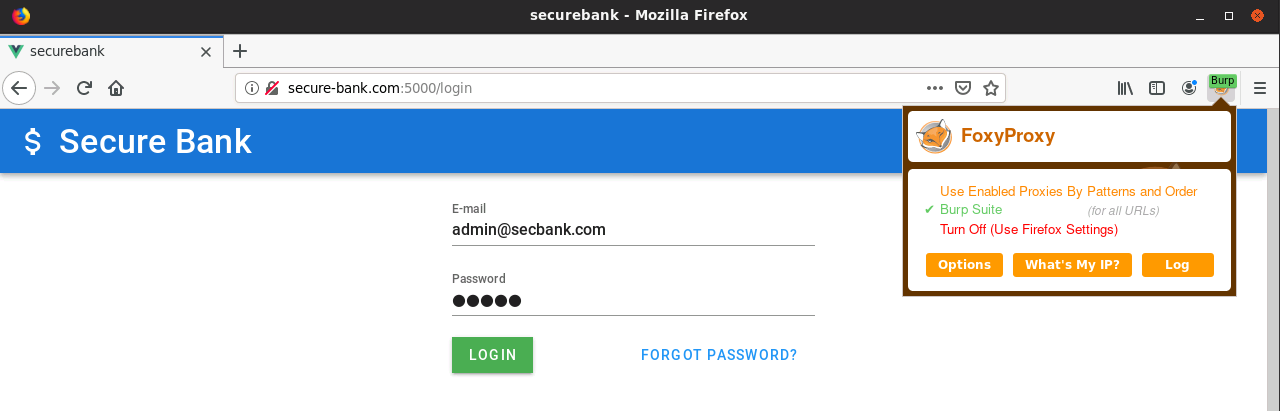 securebank - Mozilla Firefox
securebank
secure-bank.com:5000/login
Burp
$ Secure Bank
FoxyProxy
Use Enabled Proxies By Patterns and Order
✔ Burp Suite (for all URLs)
Turn Off (Use Firefox Settings)
Options What's My IP? Log
E-mail
admin@secbank.com
Password
●●●●●
LOGIN FORGOT PASSWORD?